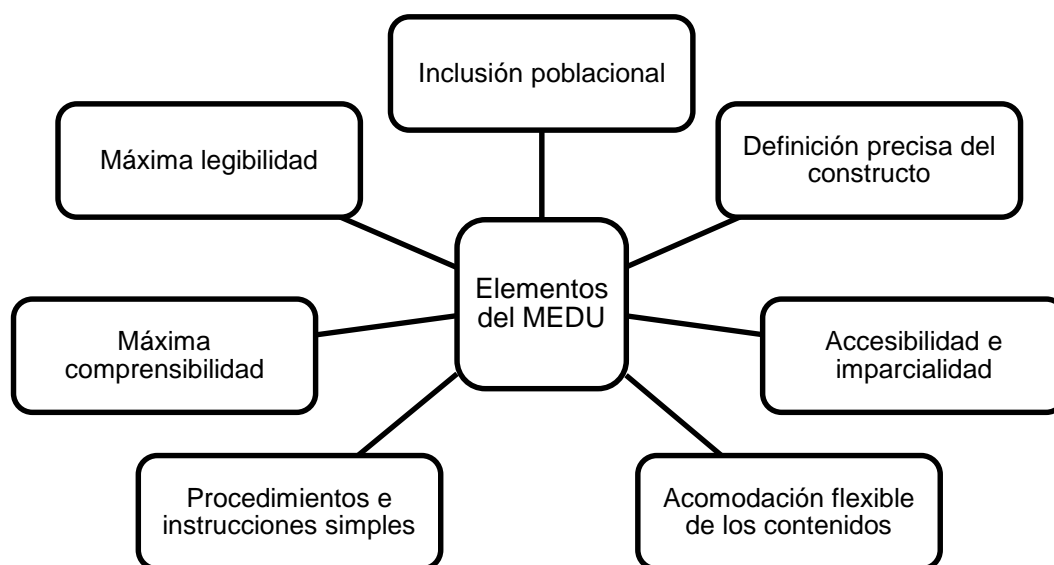 Inclusión poblacional
Máxima legibilidad
Definición precisa del
constructo
Elementos
del MEDU
Máxima
comprensibilidad
Accesibilidad e
imparcialidad
Procedimientos e
instrucciones simples
Acomodación flexible
de los contenidos